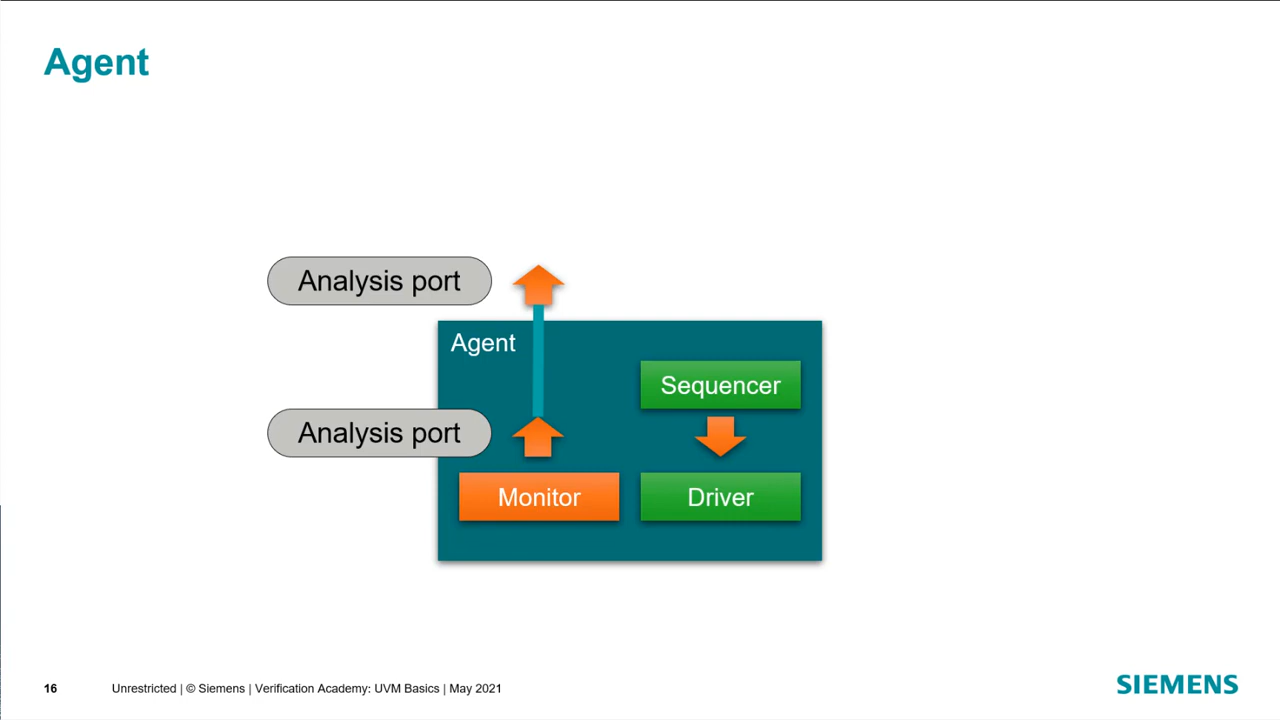 Agent
Analysis port
Agent
Sequencer
Analysis port
Monitor
Driver
16
Unrestricted | © Siemens | Verification Academy: UVM Basics | May 2021
SIEMENS